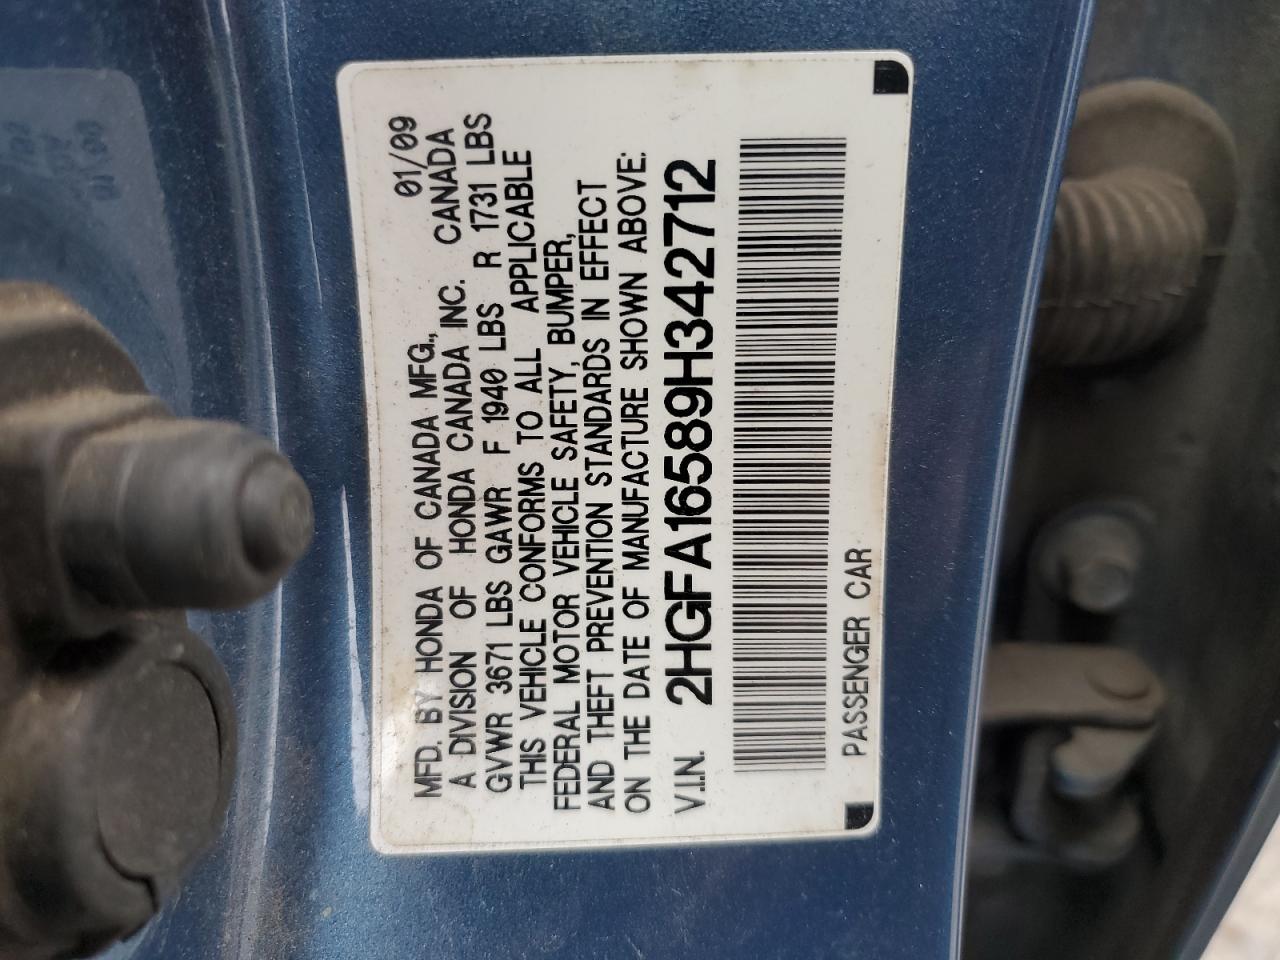 MFD. BY HONDA OF CANADA MFG., 01/09
A DIVISION OF HONDA CANADA INC. CANADA
GVWR 3671 LBS GAWR F 1940 LBS R 1731 LBS
THIS VEHICLE CONFORMS TO ALL APPLICABLE
FEDERAL MOTOR VEHICLE SAFETY, BUMPER,
AND THEFT PREVENTION STANDARDS IN EFFECT
ON THE DATE OF MANUFACTURE SHOWN ABOVE:
V.I.N. 2HGFA16589H342712
PASSENGER CAR